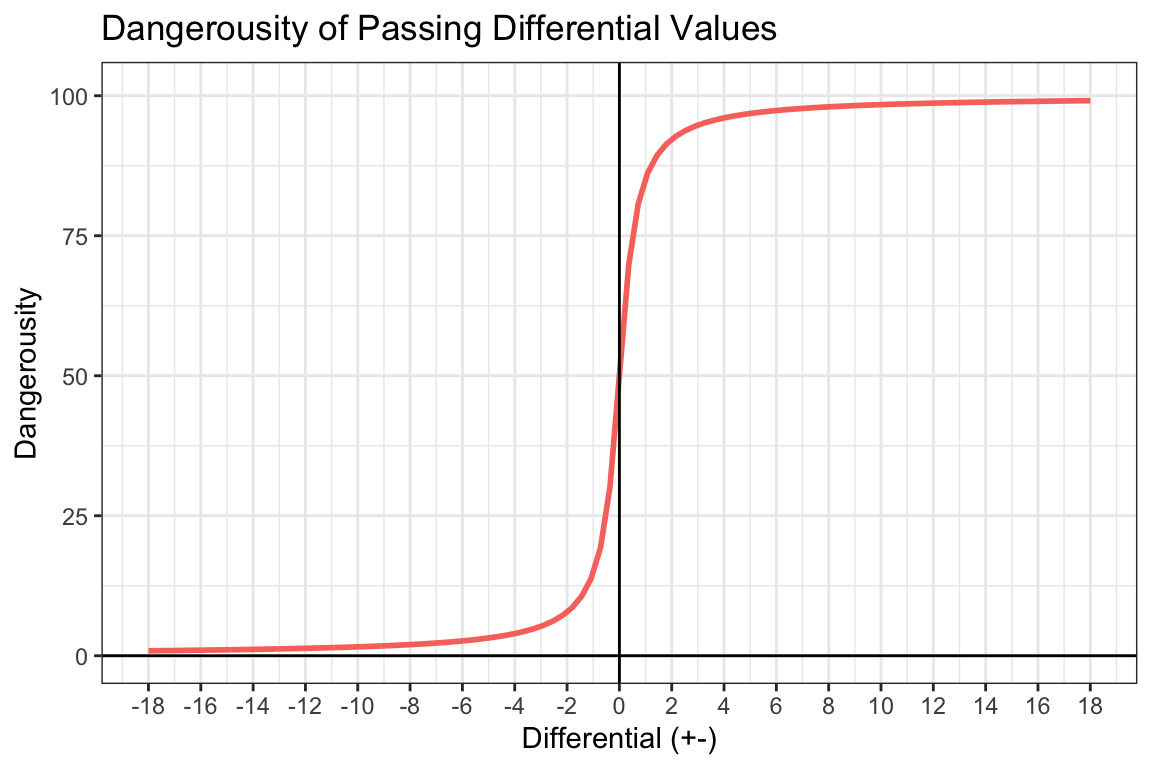 Dangerousity of Passing Differential Values
Dangerousity
100
75
50
25
0
-18 -16 -14 -12 -10 -8 -6 -4 -2 0 2 4 6 8 10 12 14 16 18
Differential (+-)